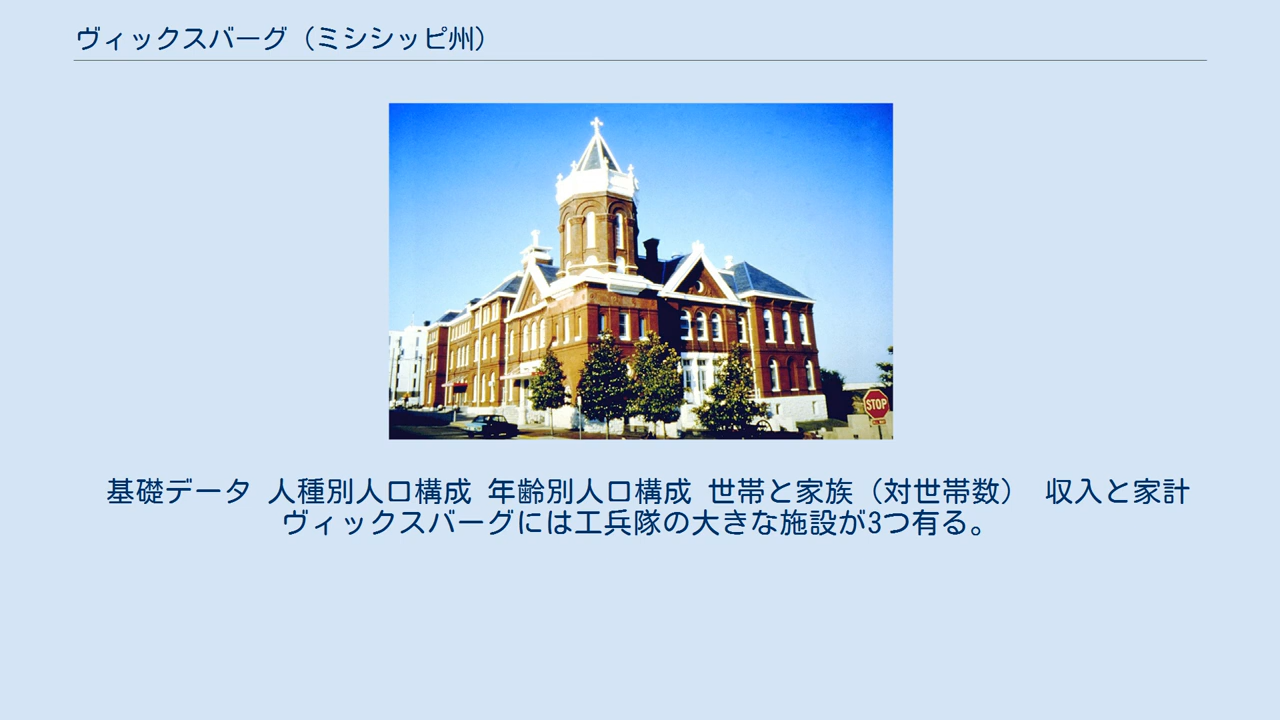 ヴィックスバーグ（ミシシッピ州）
STOP
基礎データ 人種別人口構成 年齢別人口構成 世帯と家族（対世帯数） 収入と家計
ヴィックスバーグには工兵隊の大きな施設が3つ有る。